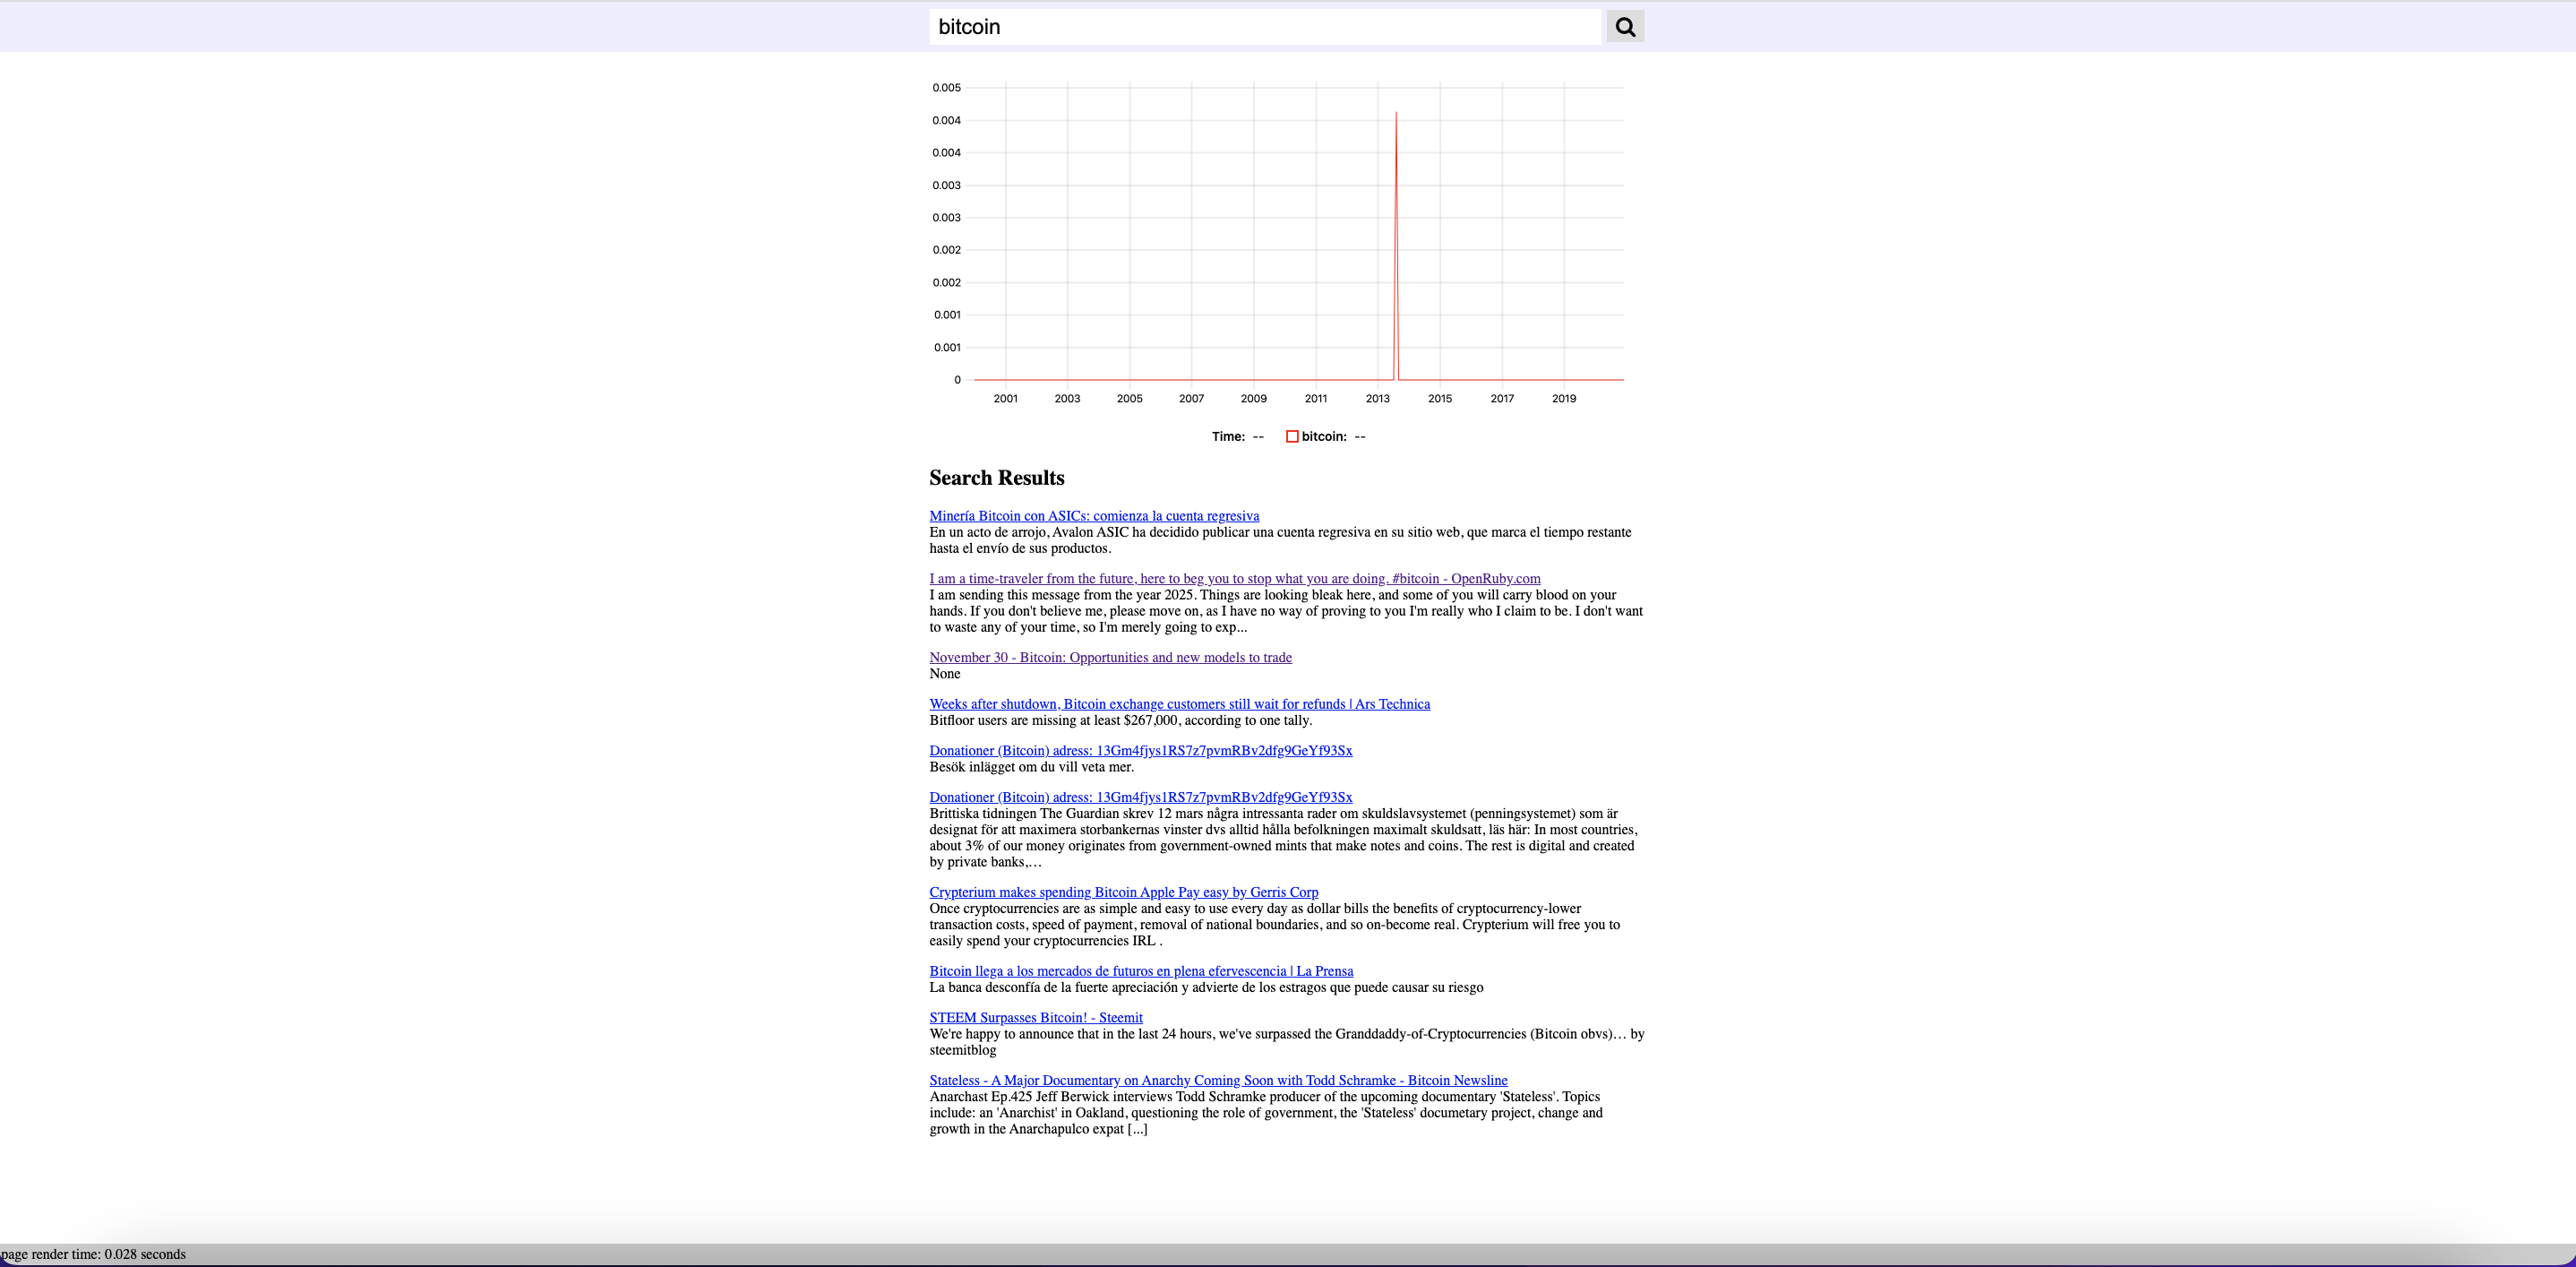 bitcoin
0.005
0.004
0.004
0.003
0.003
0.002
0.002
0.001
0.001
0
2001 2003 2005 2007 2009 2011 2013 2015 2017 2019
Time: -- bitcoin: --
Search Results
Minería Bitcoin con ASICs: comienza la cuenta regresiva
En un acto de arrojo, Avalon ASIC ha decidido publicar una cuenta regresiva en su sitio web, que marca el tiempo restante
hasta el envío de sus productos.
I am a time-traveler from the future, here to beg you to stop what you are doing. #bitcoin - OpenRuby.com
I am sending this message from the year 2025. Things are looking bleak here, and some of you will carry blood on your
hands. If you don't believe me, please move on, as I have no way of proving to you I'm really who I claim to be. I don't want
to waste any of your time, so I'm merely going to exp...
November 30 - Bitcoin: Opportunities and new models to trade
None
Weeks after shutdown, Bitcoin exchange customers still wait for refunds | Ars Technica
Bitfloor users are missing at least $267,000, according to one tally.
Donationer (Bitcoin) adress: 13Gm4fjys1RS7z7pvmRBv2dfg9GeYf93Sx
Besök inlägget om du vill veta mer.
Donationer (Bitcoin) adress: 13Gm4fjys1RS7z7pvmRBv2dfg9GeYf93Sx
Brittiska tidningen The Guardian skrev 12 mars några intressanta rader om skuldslavsystemet (penningsystemet) som är
designat för att maximera storbankernas vinster dvs alltid hålla befolkningen maximalt skuldsatt, läs här: In most countries,
about 3% of our money originates from government-owned mints that make notes and coins. The rest is digital and created
by private banks,…
Crypterium makes spending Bitcoin Apple Pay easy by Gerris Corp
Once cryptocurrencies are as simple and easy to use every day as dollar bills the benefits of cryptocurrency-lower
transaction costs, speed of payment, removal of national boundaries, and so on-become real. Crypterium will free you to
easily spend your cryptocurrencies IRL .
Bitcoin llega a los mercados de futuros en plena efervescencia | La Prensa
La banca desconfía de la fuerte apreciación y advierte de los estragos que puede causar su riesgo
STEEM Surpasses Bitcoin! - Steemit
We're happy to announce that in the last 24 hours, we've surpassed the Granddaddy-of-Cryptocurrencies (Bitcoin obvs)… by
steemitblog
Stateless - A Major Documentary on Anarchy Coming Soon with Todd Schramke - Bitcoin Newsline
Anarchast Ep.425 Jeff Berwick interviews Todd Schramke producer of the upcoming documentary 'Stateless'. Topics
include: an 'Anarchist' in Oakland, questioning the role of government, the 'Stateless' documetary project, change and
growth in the Anarchapulco expat [...]
page render time: 0.028 seconds